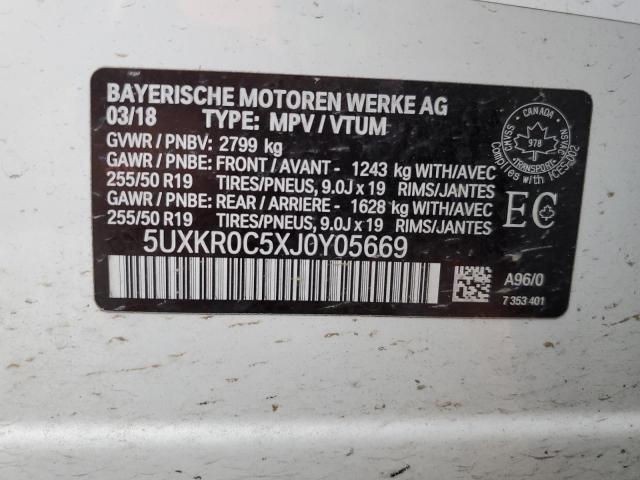 BAYERISCHE MOTOREN WERKE AG
03/18 TYPE: MPV / VTUM
GVWR / PNBV: 2799 kg
GAWR / PNBE: FRONT / AVANT - 1243 kg WITH/AVEC
255/50 R19 TIRES/PNEUS, 9.0J x 19 RIMS/JANTES
GAWR / PNBE: REAR / ARRIERE - 1628 kg WITH/AVEC
255/50 R19 TIRES/PNEUS, 9.0J x 19 RIMS/JANTES
5UXKR0C5XJ0Y05669
CANADA
978
TRANSPORT
CMVSS
NSVAC
EC
A96/0
7 353 401